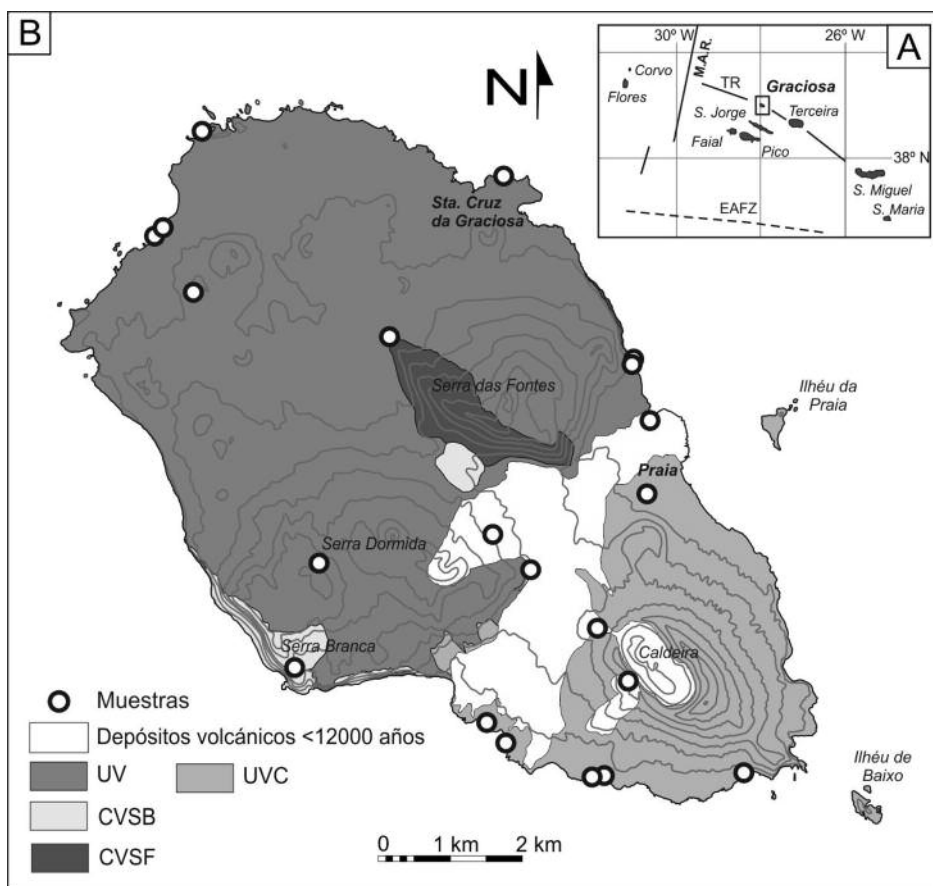 B
A
30º W
26º W
M.A.R.
Corvo
TR
Graciosa
Flores
S. Jorge
Terceira
Faial
Pico
38º N
S. Miguel
S. Maria
EAFZ
N
Sta. Cruz
da Graciosa
Serra das Fontes
Ilhéu da
Praia
Praia
Serra Dormida
Serra Branca
Caldeira
Ilhéu de
Baixo
Muestras
Depósitos volcánicos <12000 años
UV
UVC
CVSB
CVSF
0 1 km 2 km